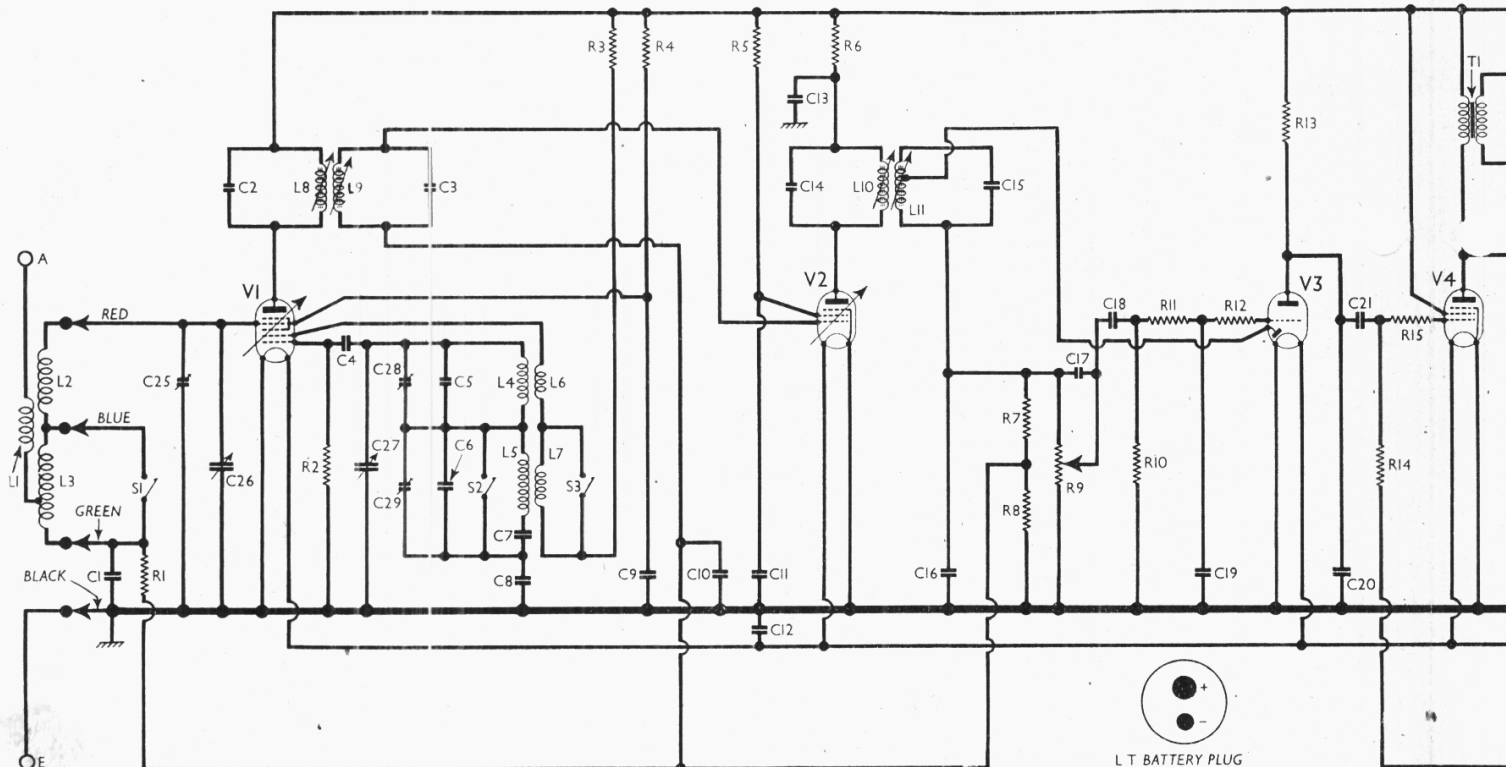 R3
R4
R5
R6
T1
C13
R13
C2
L8
L9
C3
C14
L10
L11
C15
A
V1
V2
V3
V4
RED
C4
C18
R11
R12
C21
R15
L2
C25
C28
C5
L4
L6
C17
BLUE
R7
L1
L3
S1
C26
R2
C27
C6
L5
L7
C29
S2
S3
R9
R10
R14
GREEN
R8
C7
C1
R1
C8
C9
C10
C11
C16
C19
C20
BLACK
C12
+
-
E
L T BATTERY PLUG